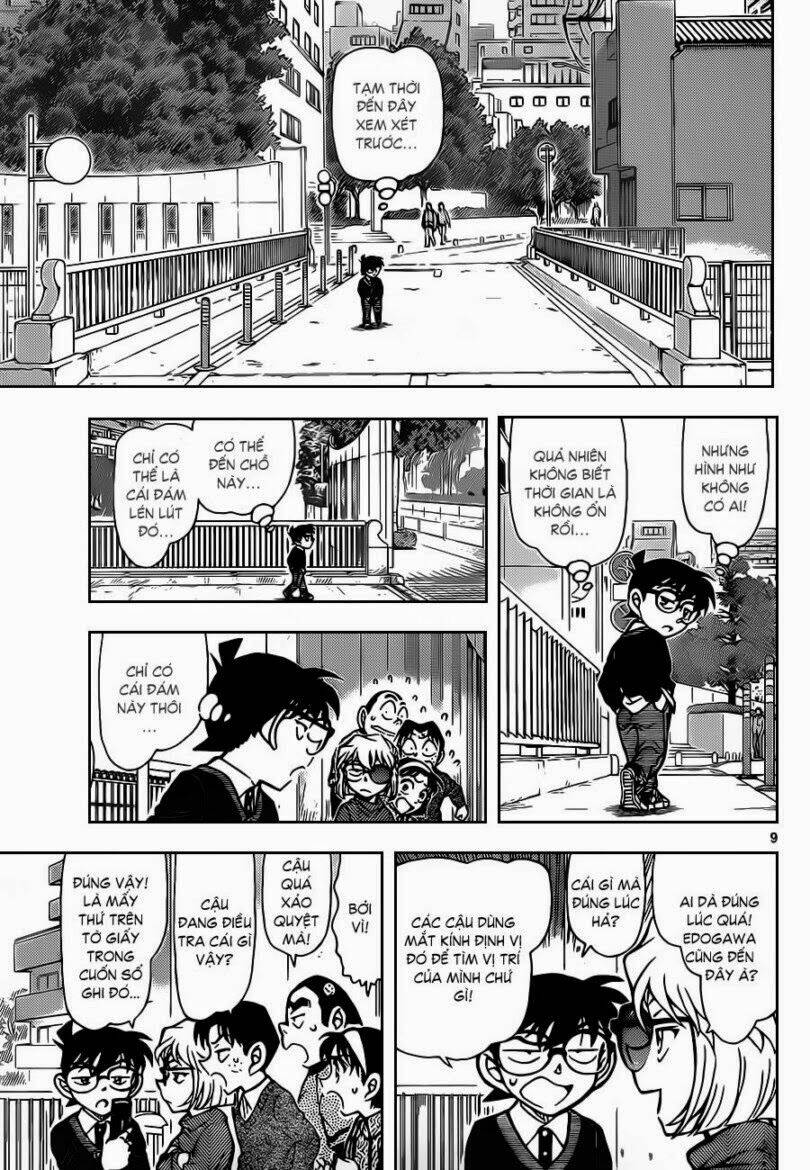 TẠM THỜI
ĐẾN ĐÂY
XEM XÉT
TRƯỚC...
NHƯNG
HÌNH NHƯ
KHÔNG
CÓ AI!
QUẢ NHIÊN
KHÔNG BIẾT
THỜI GIAN LÀ
KHÔNG ỔN
RỒI...
CÓ THỂ
ĐẾN CHỖ
NÀY...
CHỈ CÓ
THỂ LÀ
CÁI ĐÁM
LÉN LÚT
ĐÓ...
CHỈ CÓ
CÁI ĐÁM
NÀY THÔI
...
9
AI DÀ ĐÚNG
LÚC QUÁ!
EDOGAWA
CŨNG ĐẾN
ĐÂY À?
CÁI GÌ MÀ
ĐÚNG LÚC
HẢ?
CÁC CẬU DÙNG
MẮT KÍNH ĐỊNH VỊ
ĐÓ ĐỂ TÌM VỊ TRÍ
CỦA MÌNH CHỨ
GÌ!
BỞI
VÌ!
CẬU
QUÁ
XẢO
QUYỆT
MÀ!
CẬU
ĐANG ĐIỀU
TRA CÁI GÌ
VẬY?
ĐÚNG VẬY!
LÀ MẤY
THỨ TRÊN
TỜ GIẤY
TRONG
CUỐN SỔ
GHI ĐÓ...